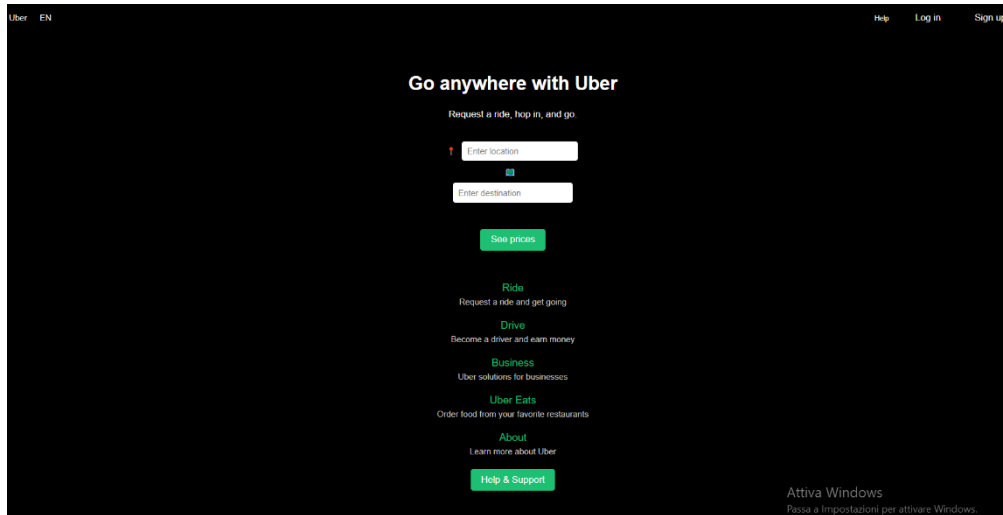 Uber EN Help Log in Sign up
Go anywhere with Uber
Request a ride, hop in, and go.
Enter location
Enter destination
See prices
Ride
Request a ride and get going
Drive
Become a driver and earn money
Business
Uber solutions for businesses
Uber Eats
Order food from your favorite restaurants
About
Learn more about Uber
Help & Support
Attiva Windows
Passa a Impostazioni per attivare Windows.